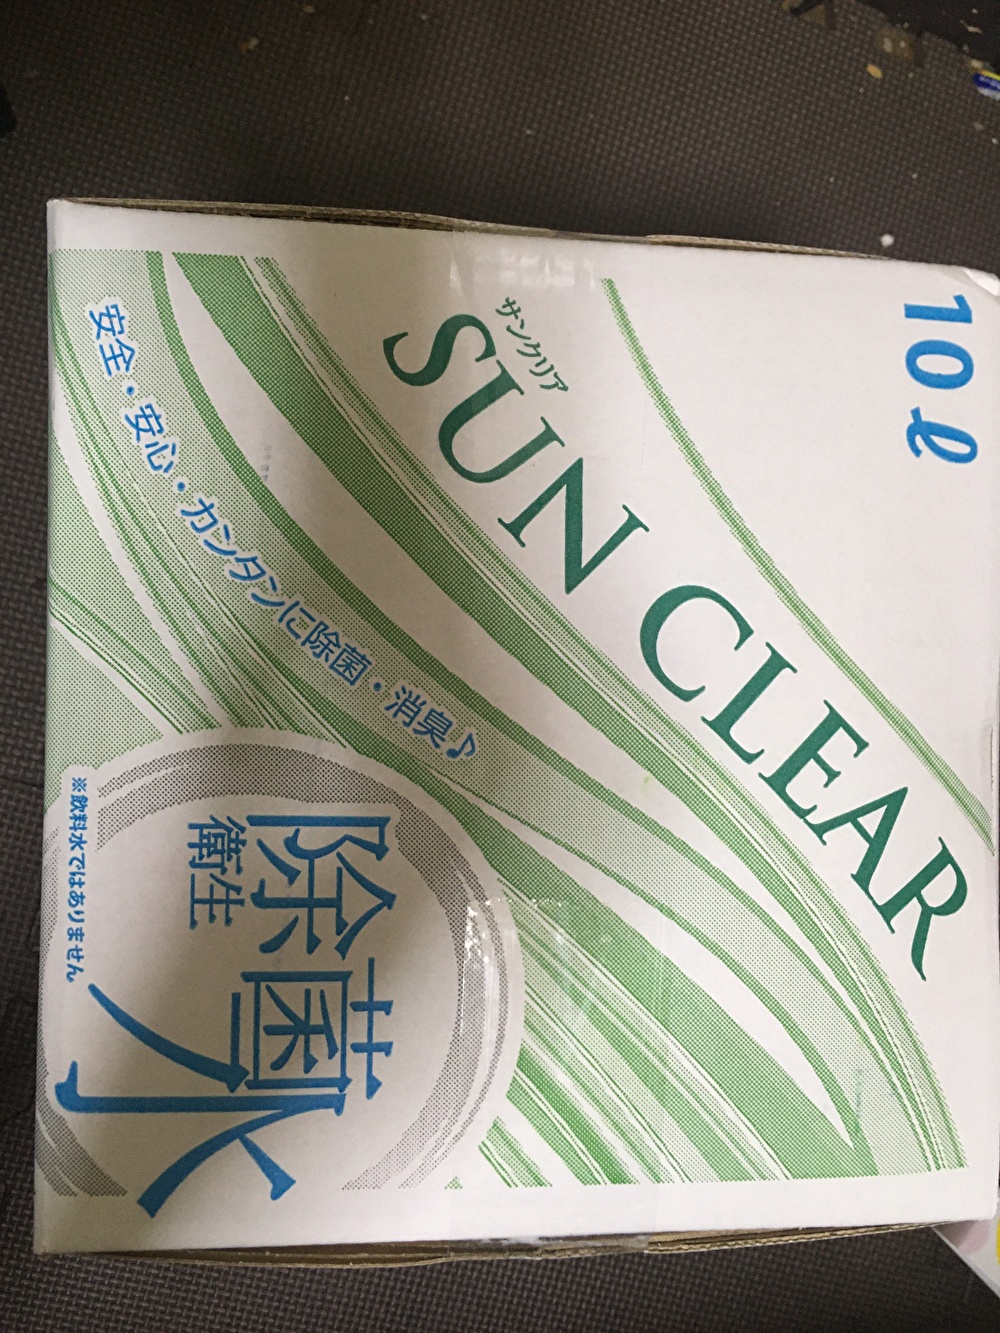 10ℓ
サンクリア
SUN CLEAR
安全・安心・カンタンに除菌・消臭♪
除菌水
衛生
※飲料水ではありません